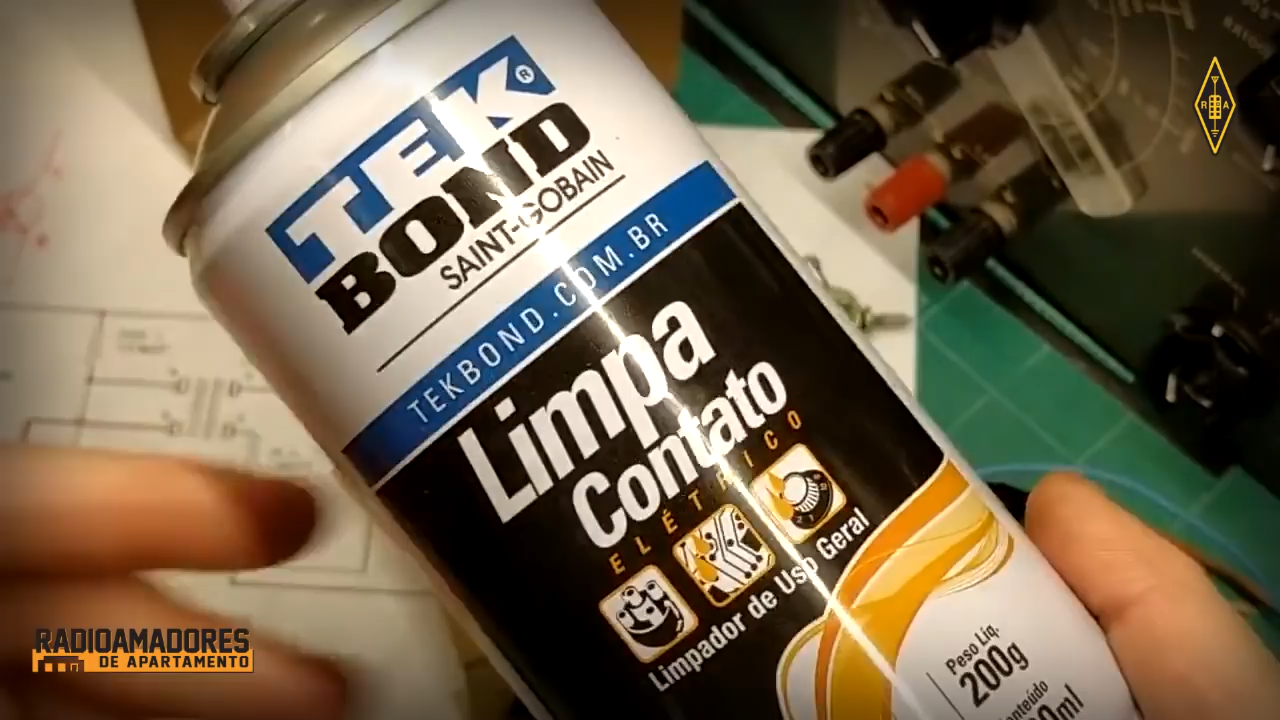 TEK®
BOND
SAINT-GOBAIN
TEKBOND.COM.BR
Limpa
Contato
ELÉTRICO
Limpador de Uso Geral
Peso Líq.
200g
R A
RADIOAMADORES
DE APARTAMENTO